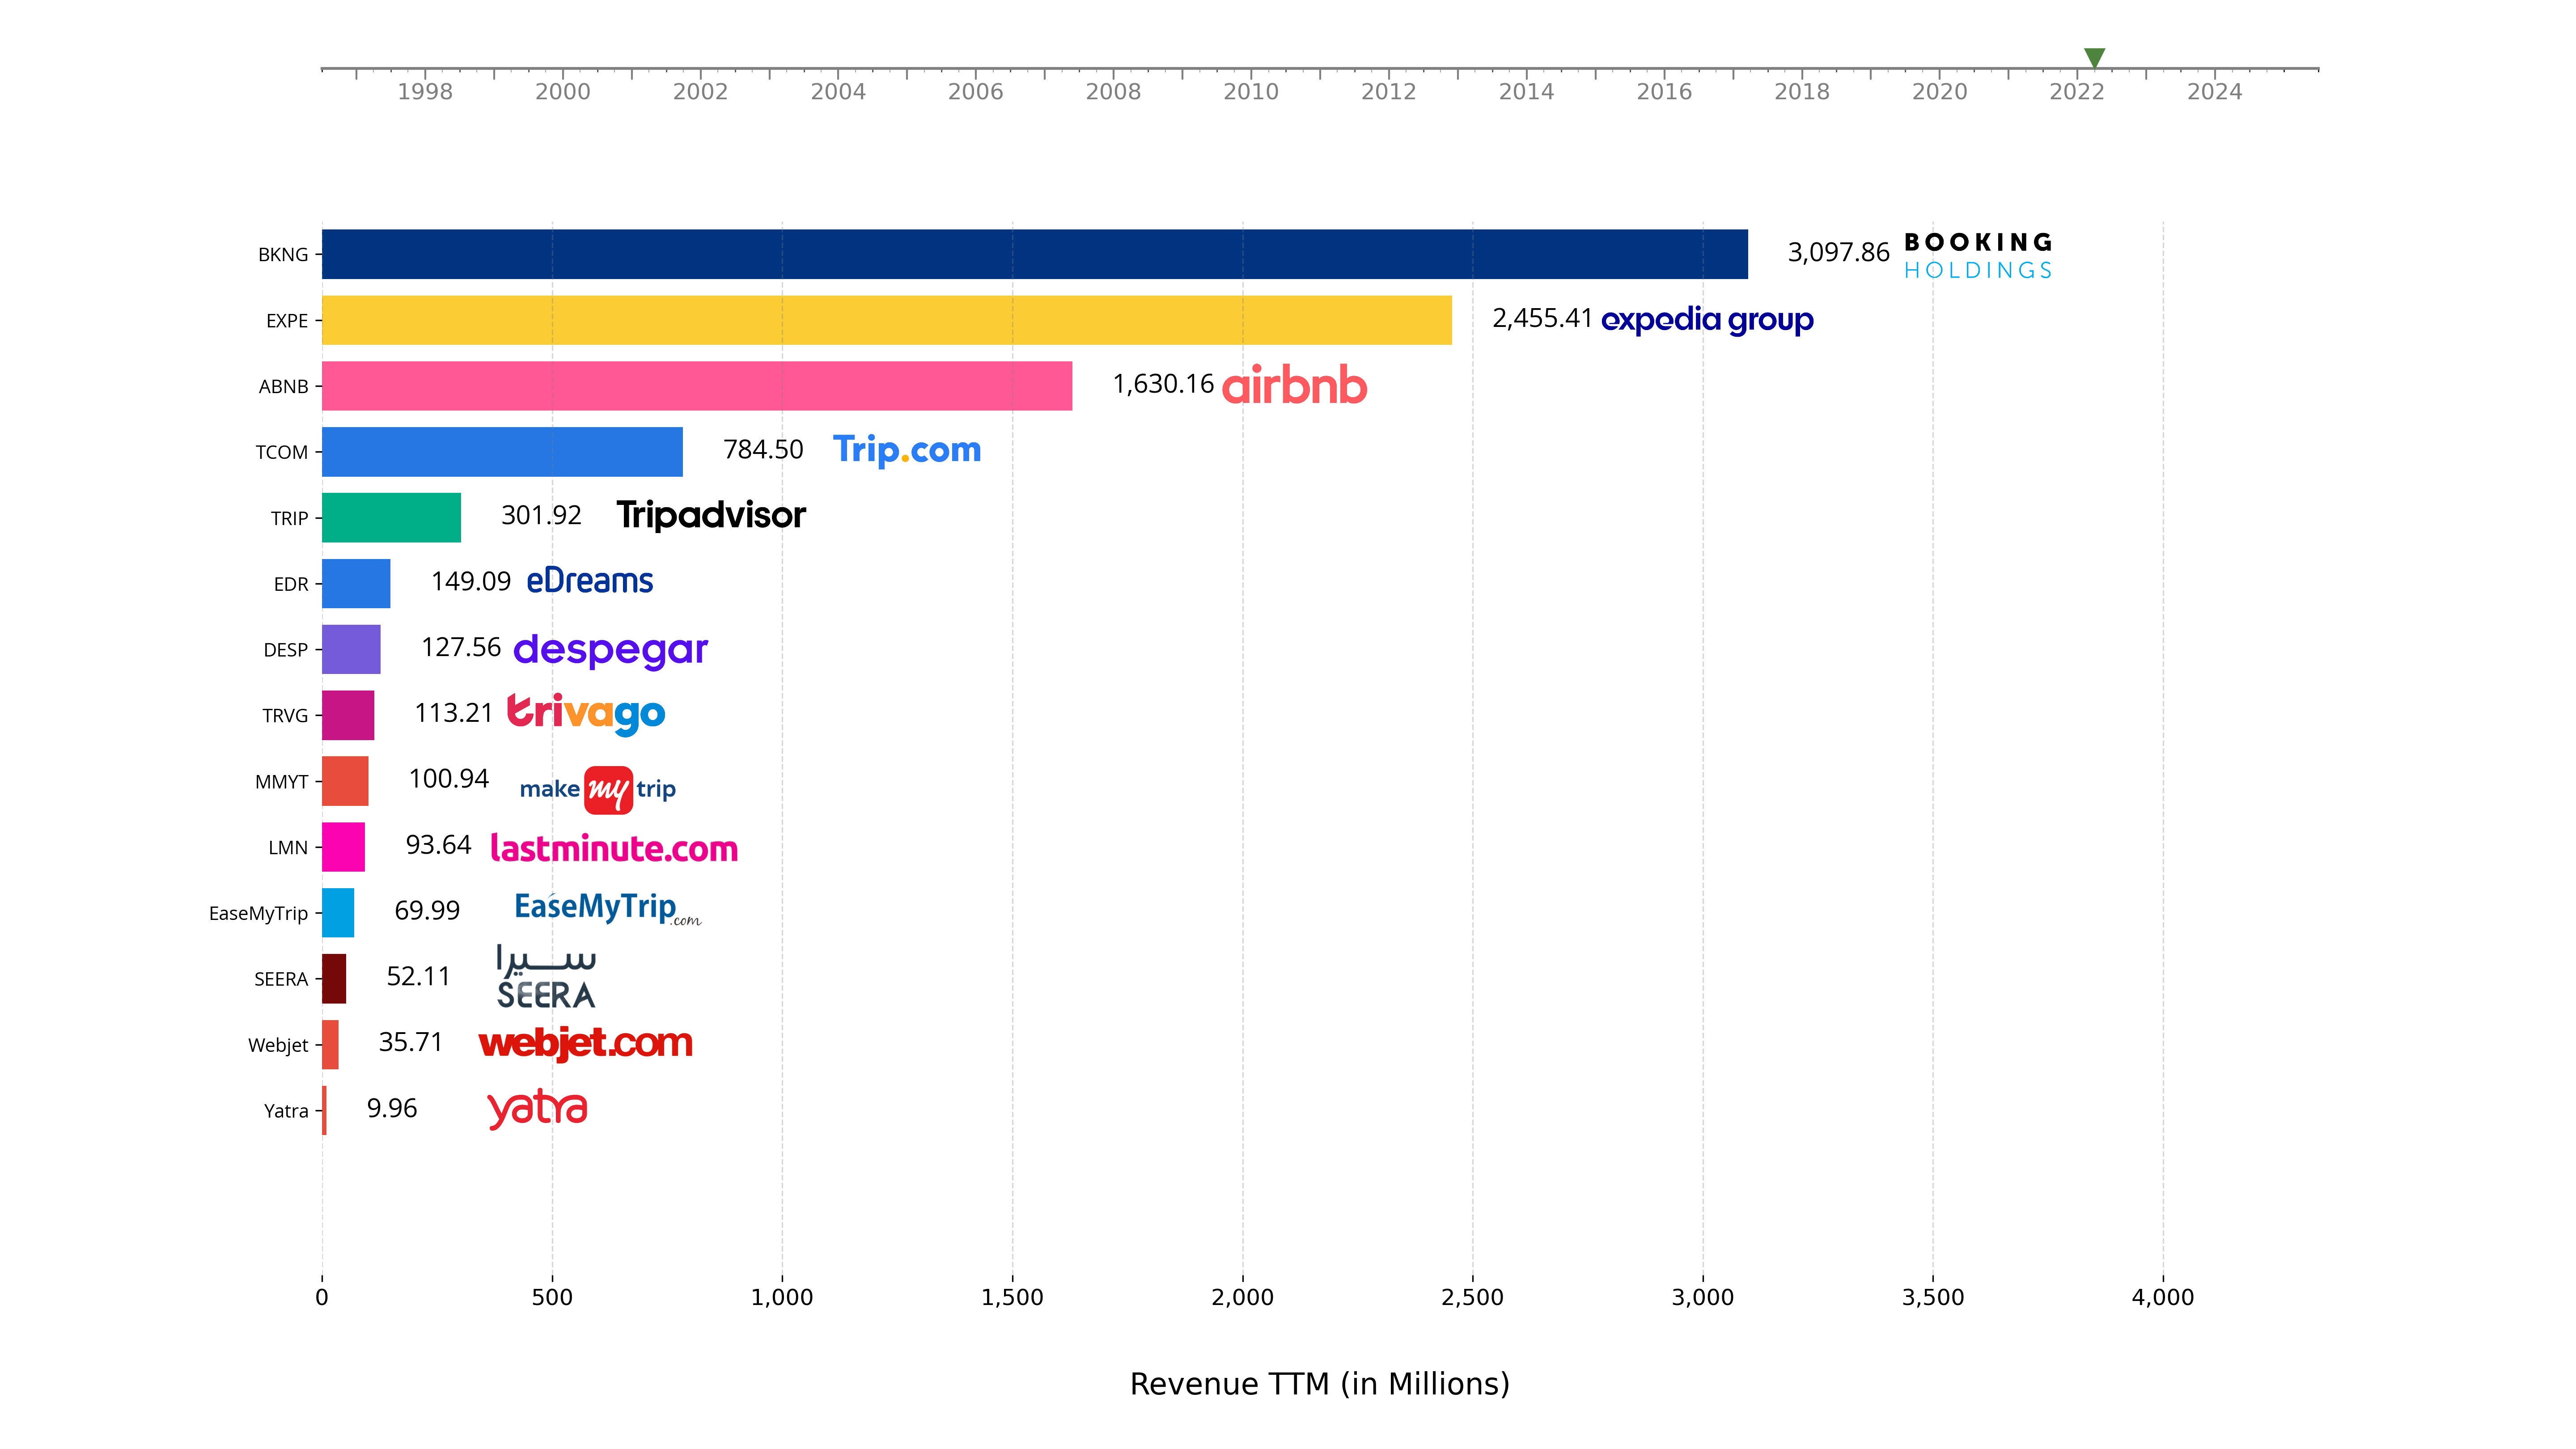 1998 2000 2002 2004 2006 2008 2010 2012 2014 2016 2018 2020 2022 2024
BKNG 3,097.86 BOOKING
HOLDINGS
EXPE 2,455.41 expedia group
ABNB 1,630.16 airbnb
TCOM 784.50 Trip.com
TRIP 301.92 Tripadvisor
EDR 149.09 eDreams
DESP 127.56 despegar
TRVG 113.21 trivago
MMYT 100.94 make my trip
LMN 93.64 lastminute.com
EaseMyTrip 69.99 EaseMyTrip.com
سيرا
SEERA 52.11 SEERA
Webjet 35.71 webjet.com
Yatra 9.96 yatra
0 500 1,000 1,500 2,000 2,500 3,000 3,500 4,000
Revenue TTM (in Millions)